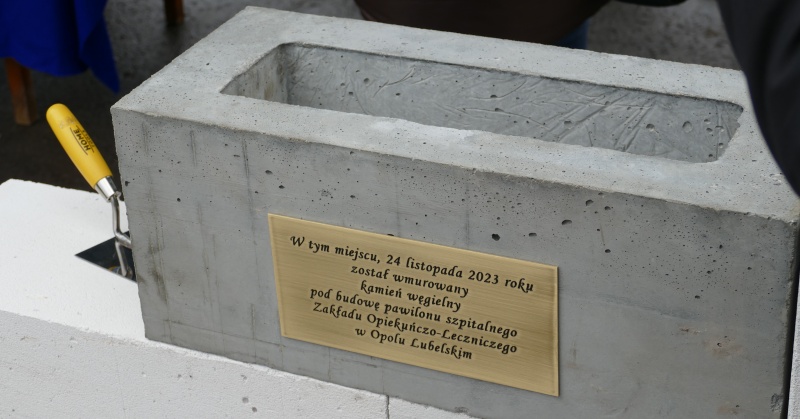 HOME
W tym miejscu, 24 listopada 2023 roku
został wmurowany
kamień węgielny
pod budowę pawilonu szpitalnego
Zakładu Opiekuńczo-Leczniczego
w Opolu Lubelskim